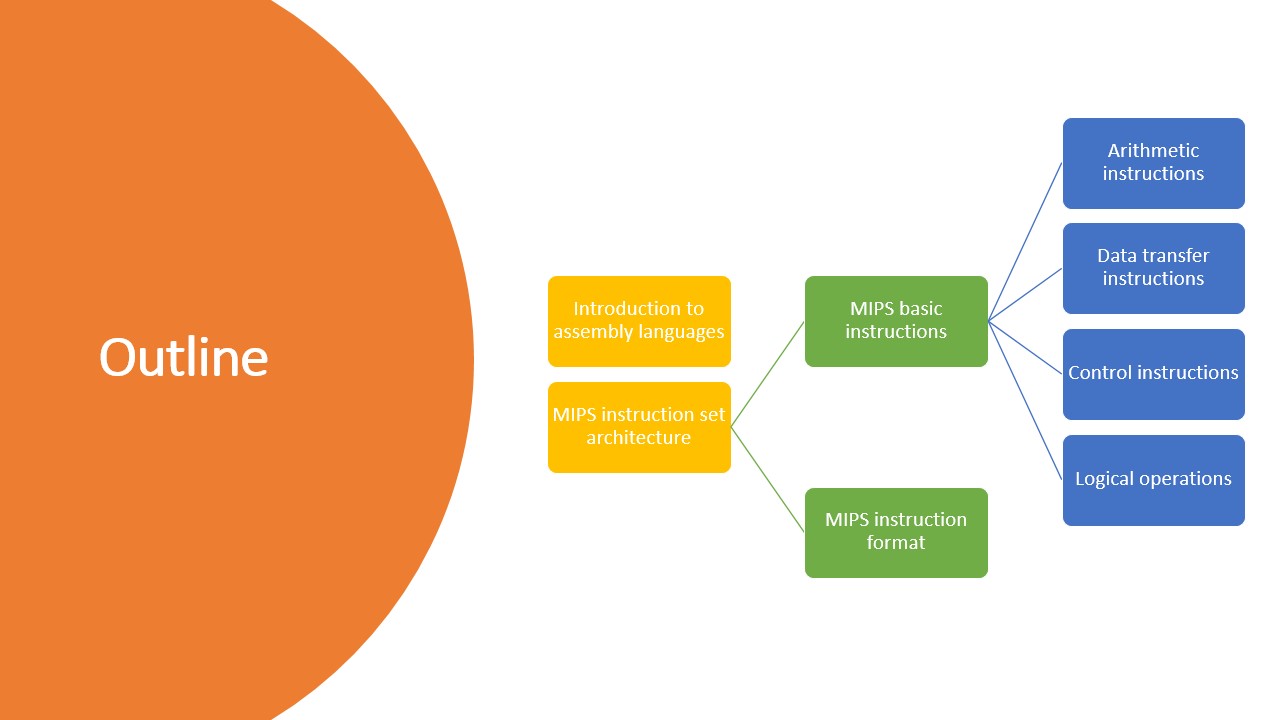 Outline
Introduction to
assembly languages
MIPS instruction set
architecture
MIPS basic
instructions
MIPS instruction
format
Arithmetic
instructions
Data transfer
instructions
Control instructions
Logical operations